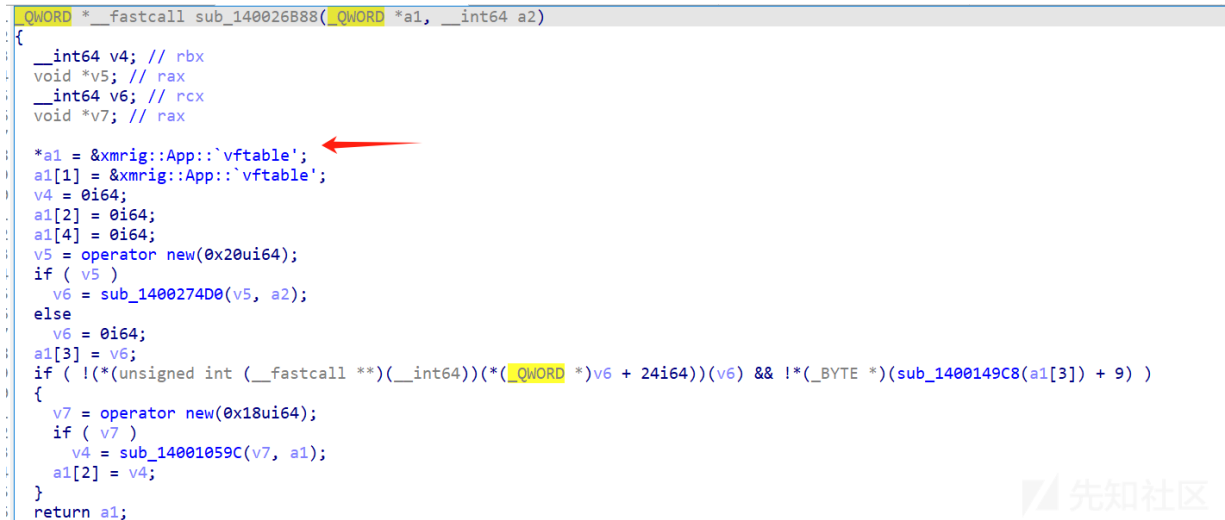 _QWORD *__fastcall sub_140026B88(_QWORD *a1, __int64 a2)
{
  __int64 v4; // rbx
  void *v5; // rax
  __int64 v6; // rcx
  void *v7; // rax

  *a1 = &xmrig::App::`vftable';
  a1[1] = &xmrig::App::`vftable';
  v4 = 0i64;
  a1[2] = 0i64;
  a1[4] = 0i64;
  v5 = operator new(0x20ui64);
  if ( v5 )
    v6 = sub_1400274D0(v5, a2);
  else
    v6 = 0i64;
  a1[3] = v6;
  if ( !(*(unsigned int (__fastcall **)(__int64))(*(_QWORD *)v6 + 24i64))(v6) && !*(_BYTE *)(sub_1400149C8(a1[3]) + 9) )
  {
    v7 = operator new(0x18ui64);
    if ( v7 )
      v4 = sub_14001059C(v7, a1);
    a1[2] = v4;
  }
  return a1;
先知社区